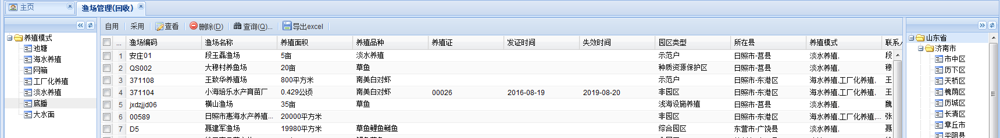 主页 渔场管理(回收)
自用 采用 查看 删除(D) 查询(Q)... 导出excel
养殖模式
池塘
海水养殖
网箱
工厂化养殖
淡水养殖
底播
大水面
... 渔场编码 渔场名称 养殖面积 养殖品种 养殖证 发证时间 失效时间 园区类型 所在县 养殖模式 联系人
1 安庄01 段玉磊渔场 5亩 淡水养殖 示范户 日照市-莒县 淡水养殖, 段
2 QS002 大穆村养鱼场 20亩 草鱼 种质资源保护区 日照市-莒县 淡水养殖, 穆
3 371108 王致华养殖场 800平方米 南美白对虾 示范户 日照市-东港区 海水养殖,工厂化养殖, 王
4 371104 小海培乐水产育苗厂 0.429公顷 南美白对虾 00026 2016-08-19 2019-08-20 非园区 日照市-东港区 海水养殖,工厂化养殖, 王
5 jxdzjjd06 横山渔场 35亩 草鱼 浅海设施养殖 日照市-莒县 淡水养殖, 魏
6 00589 日照市惠海水产养殖... 20000平方米 非园区 日照市-东港区 海水养殖,工厂化养殖,... 张
7 D5 聂建军渔场 19980平方米 草鱼鲤鱼鲢鱼 综合园区 东营市-广饶县 淡水养殖, 聂
山东省
济南市
市中区
历下区
天桥区
槐荫区
历城区
长清区
章丘市
平阴县